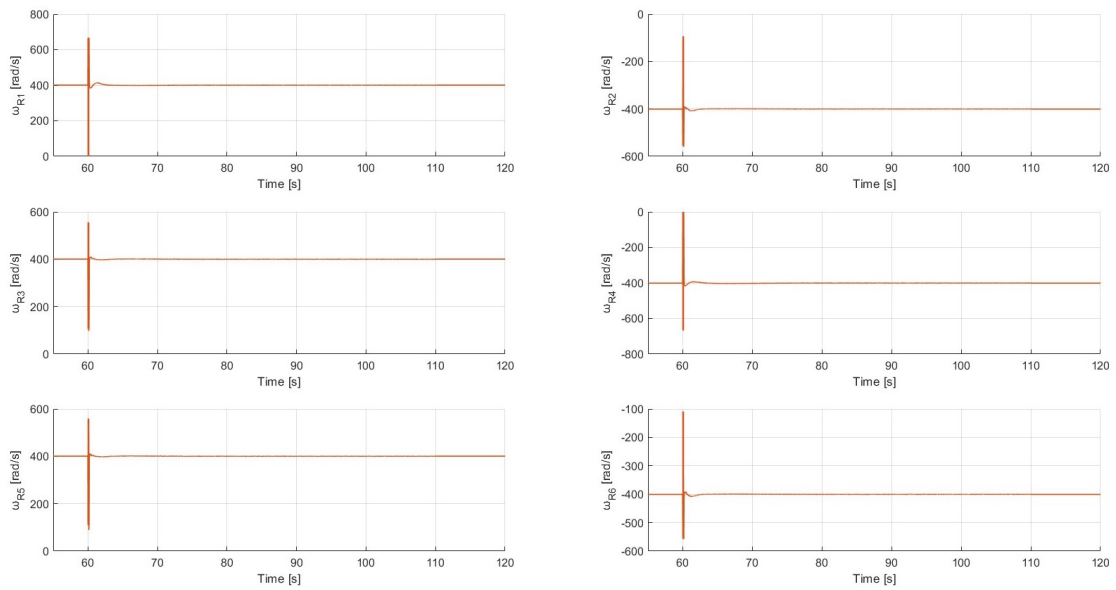 800
600
400
200
0
ω_R1 [rad/s]
60 70 80 90 100 110 120
Time [s]
0
-200
-400
-600
ω_R2 [rad/s]
60 70 80 90 100 110 120
Time [s]
600
400
200
0
ω_R3 [rad/s]
60 70 80 90 100 110 120
Time [s]
0
-200
-400
-600
-800
ω_R4 [rad/s]
60 70 80 90 100 110 120
Time [s]
600
400
200
0
ω_R5 [rad/s]
60 70 80 90 100 110 120
Time [s]
-100
-200
-300
-400
-500
-600
ω_R6 [rad/s]
60 70 80 90 100 110 120
Time [s]